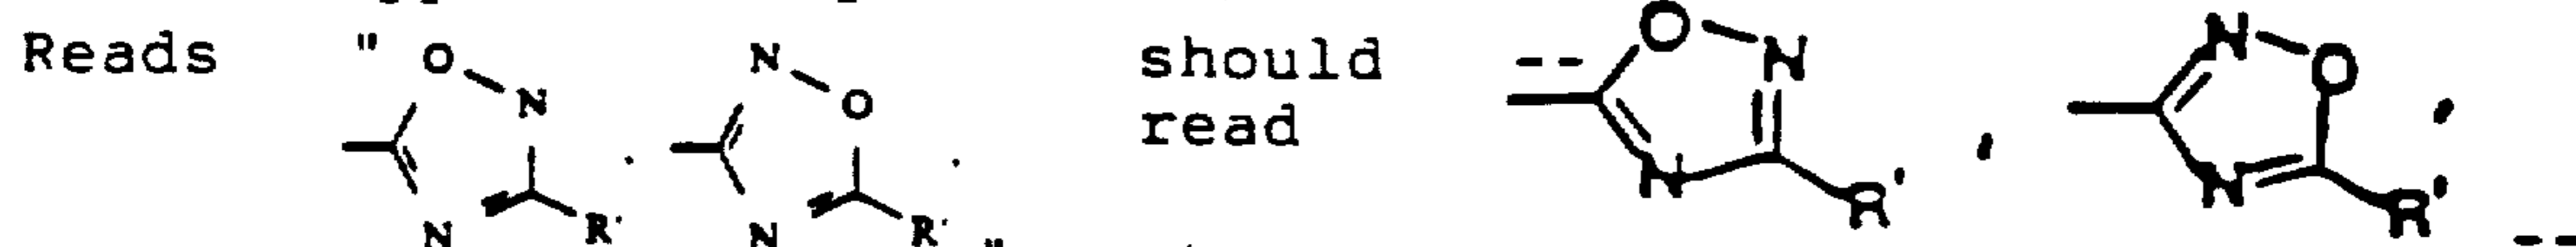 Reads " O N N O should -- O N N O
read
N R' . N R' . " N R' , N R' , --